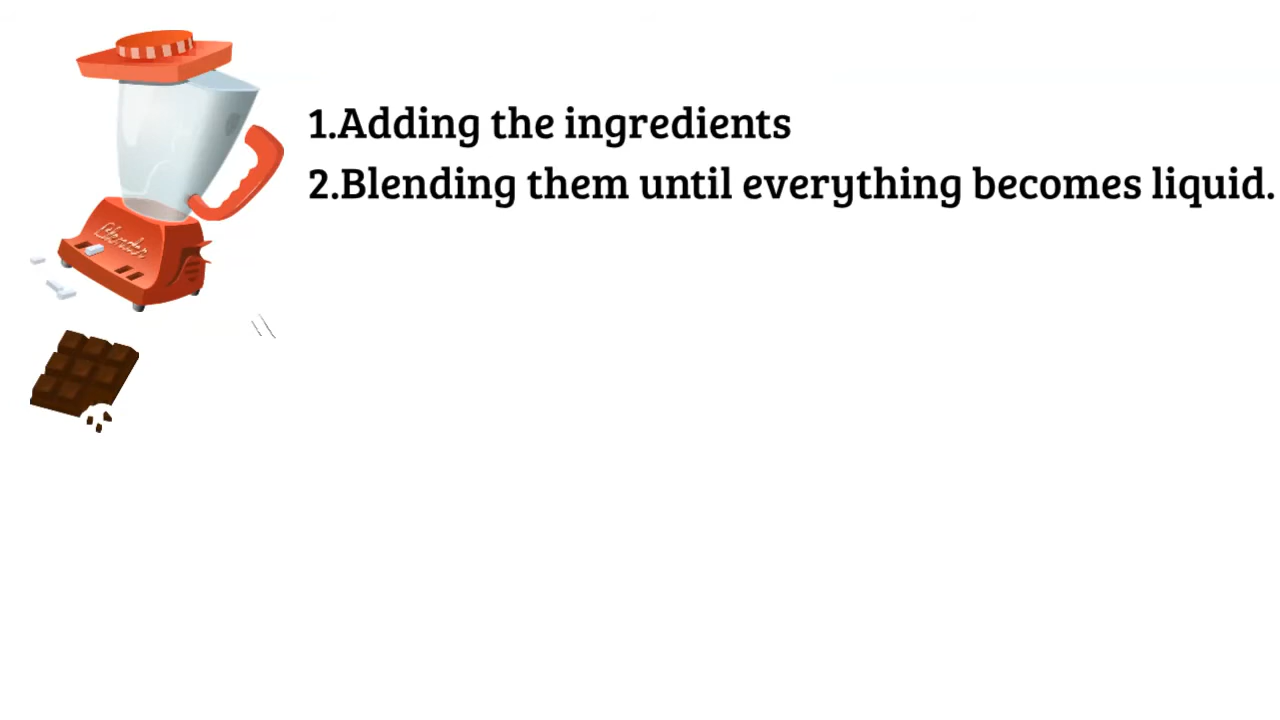 1.Adding the ingredients
2.Blending them until everything becomes liquid.